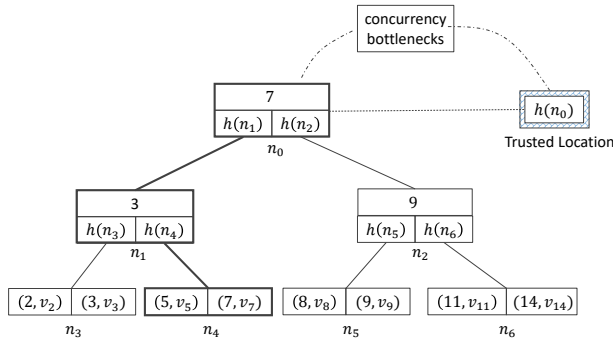 concurrency
bottlenecks
7
h(n₁) h(n₂)
n₀
h(n₀)
Trusted Location
3
h(n₃) h(n₄)
n₁
9
h(n₅) h(n₆)
n₂
(2, v₂) (3, v₃)
n₃
(5, v₅) (7, v₇)
n₄
(8, v₈) (9, v₉)
n₅
(11, v₁₁) (14, v₁₄)
n₆